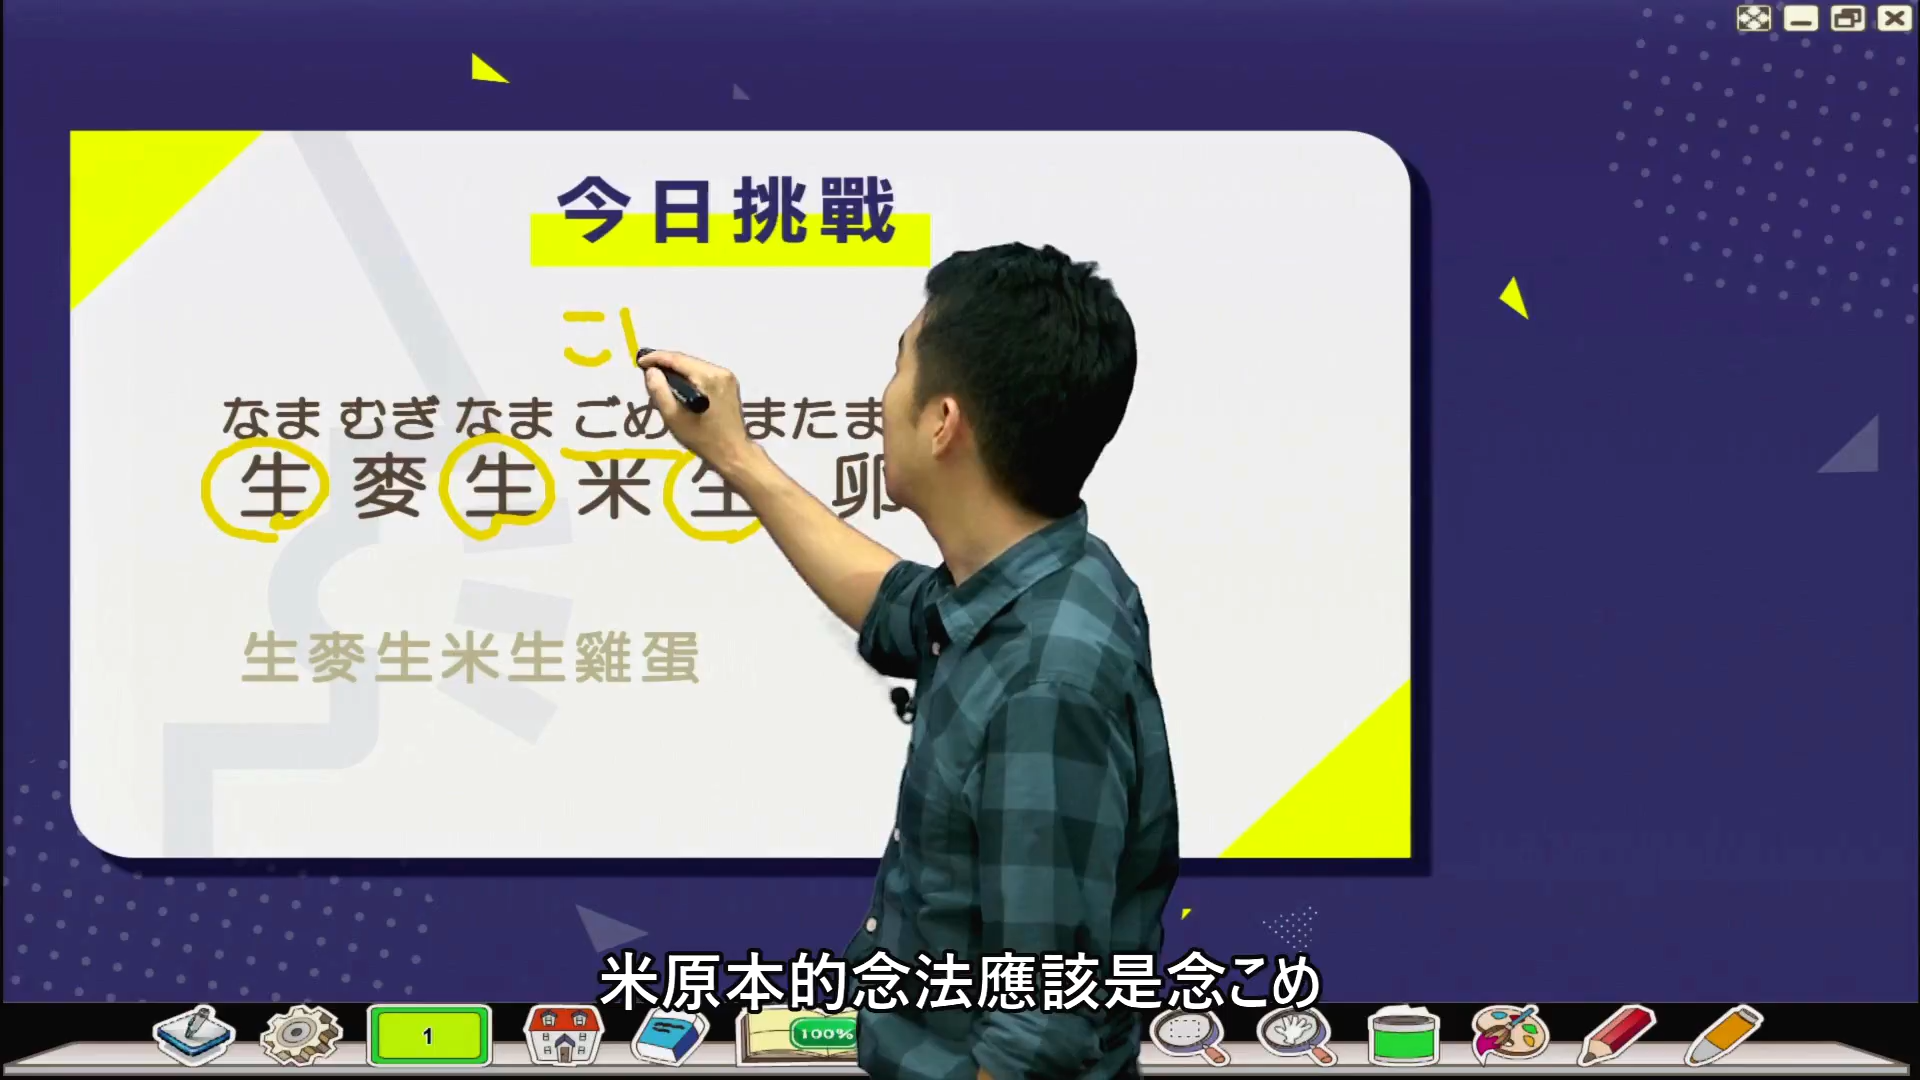 今日挑戰
こ
なま むぎ なま ごめ またま
生 麥 生 米 生 卵
生麥生米生雞蛋
米原本的念法應該是念こめ
1
100%